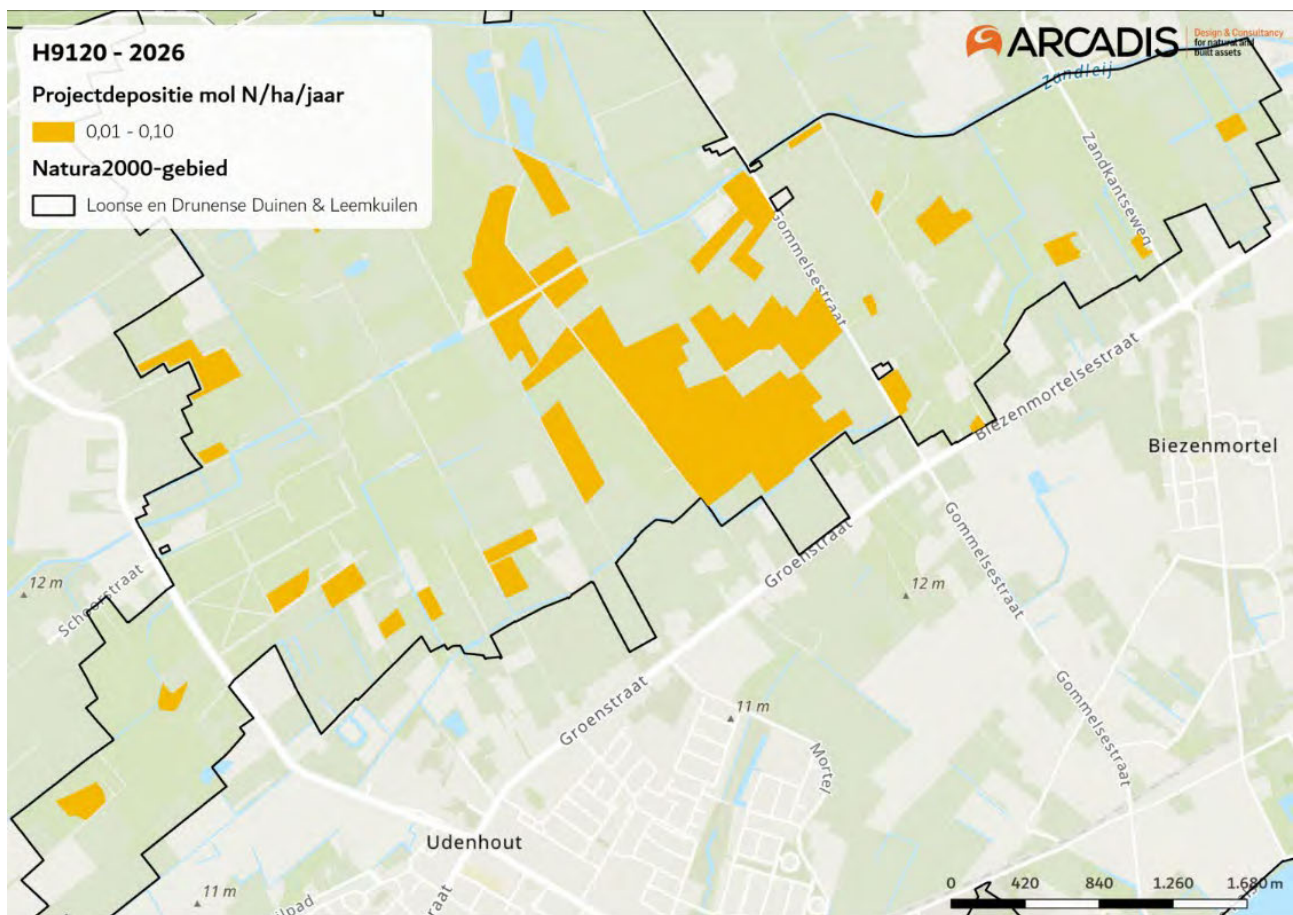 H9120 - 2026
Projectdepositie mol N/ha/jaar
0,01 - 0,10
Natura2000-gebied
Loonse en Drunense Duinen & Leemkuilen
ARCADIS
Design & Consultancy
for natural and
built assets
Zandleij
Zandkantseweg
Gommelsestraat
Biezenmortelsestraat
Biezenmortel
Groenstraat
Gommelsestraat
12 m
12 m
Schoorstraat
Groenstraat
11 m
Mortel
Gommelsestraat
Udenhout
11 m
0 420 840 1.260 1.680 m